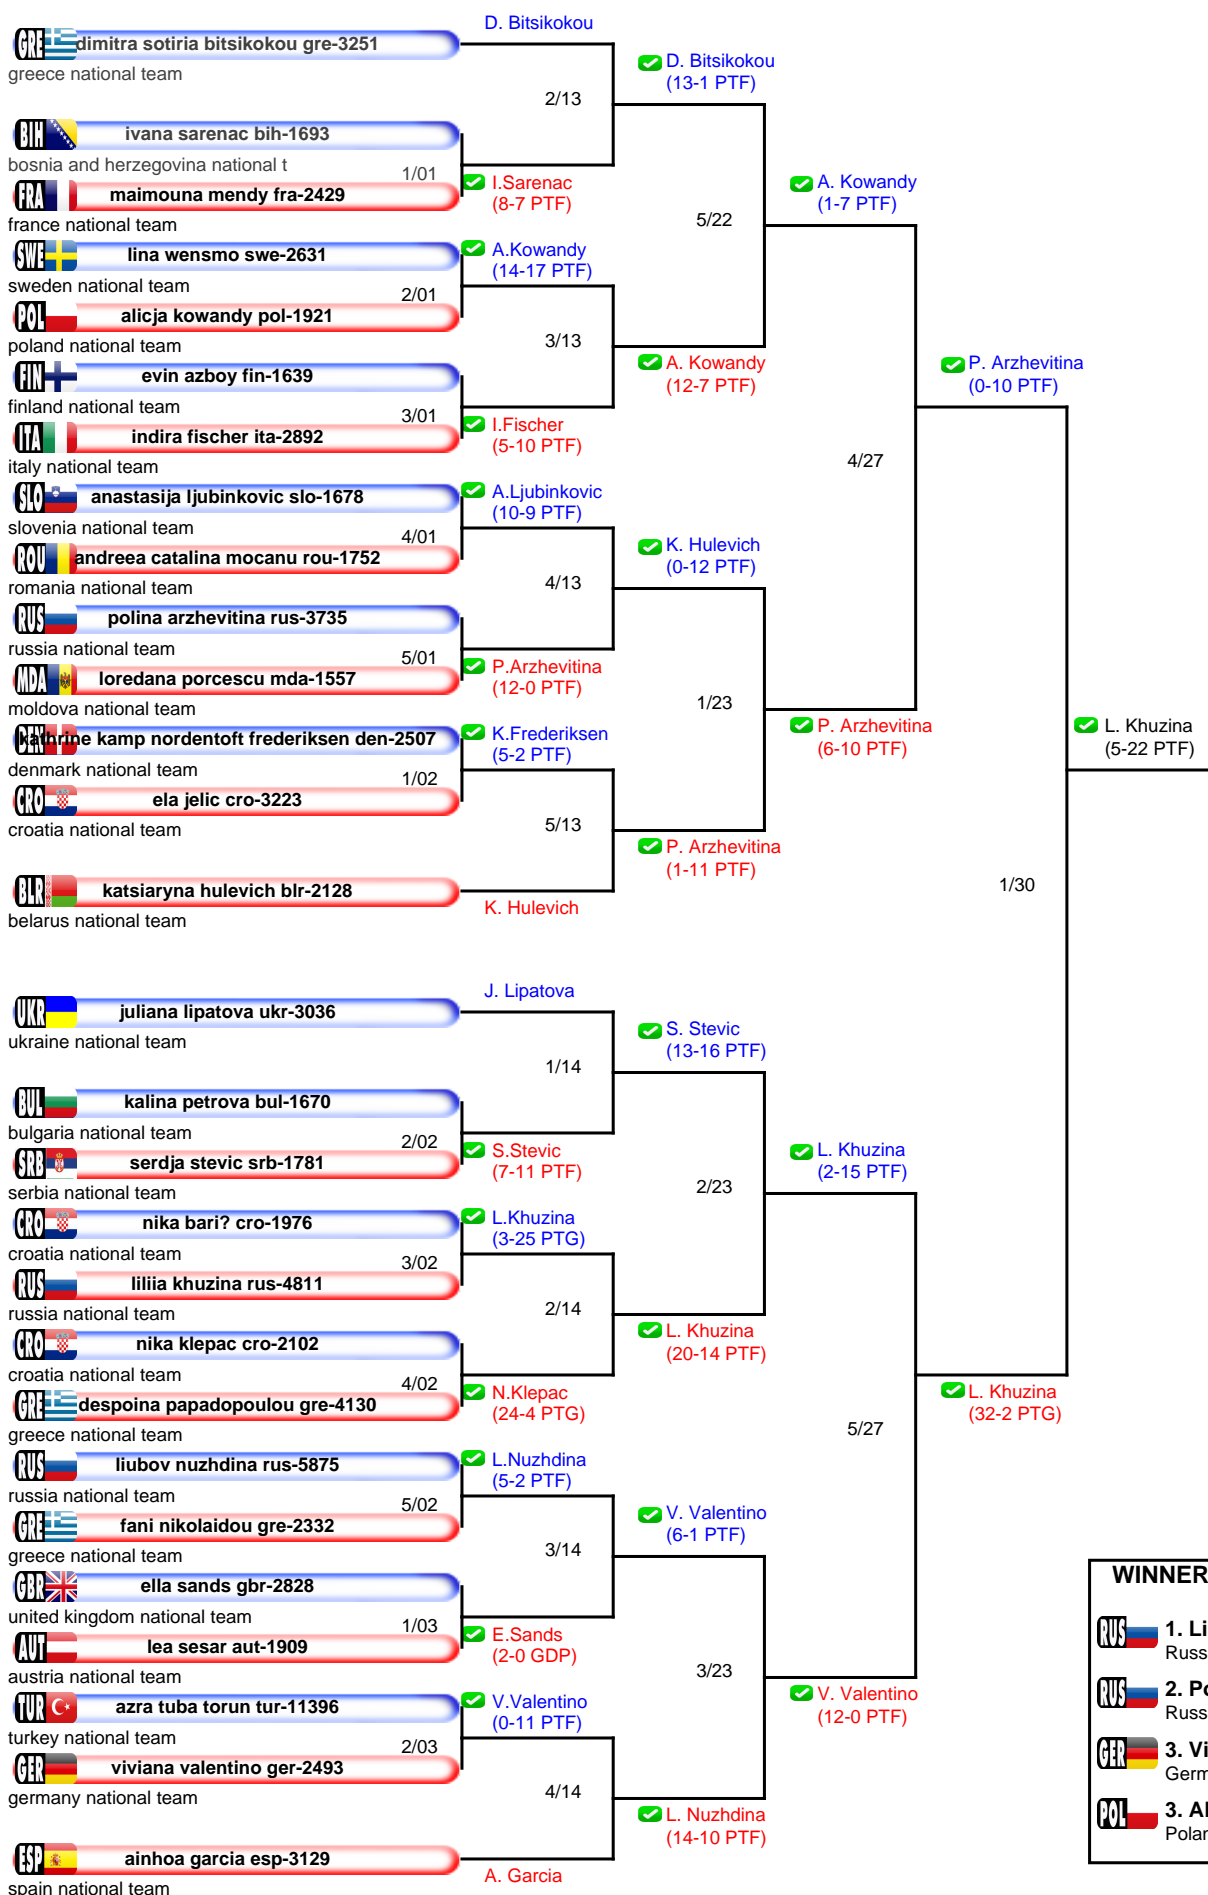 D. Bitsikokou
GRE dimitra sotiria bitsikokou gre-3251
greece national team
D. Bitsikokou
(13-1 PTF)
2/13
BIH ivana sarenac bih-1693
bosnia and herzegovina national t
1/01
I.Sarenac
(8-7 PTF)
FRA maimouna mendy fra-2429
france national team
A. Kowandy
(1-7 PTF)
5/22
SWE lina wensmo swe-2631
sweden national team
A.Kowandy
(14-17 PTF)
2/01
POL alicja kowandy pol-1921
poland national team
3/13
A. Kowandy
(12-7 PTF)
P. Arzhevitina
(0-10 PTF)
FIN evin azboy fin-1639
finland national team
3/01
I.Fischer
(5-10 PTF)
ITA indira fischer ita-2892
italy national team
4/27
SLO anastasija ljubinkovic slo-1678
slovenia national team
A.Ljubinkovic
(10-9 PTF)
4/01
ROU andreea catalina mocanu rou-1752
romania national team
K. Hulevich
(0-12 PTF)
4/13
RUS polina arzhevitina rus-3735
russia national team
5/01
P.Arzhevitina
(12-0 PTF)
MDA loredana porcescu mda-1557
moldova national team
1/23
P. Arzhevitina
(6-10 PTF)
L. Khuzina
(5-22 PTF)
DEN kathrine kamp nordentoft frederiksen den-2507
denmark national team
K.Frederiksen
(5-2 PTF)
1/02
CRO ela jelic cro-3223
croatia national team
5/13
P. Arzhevitina
(1-11 PTF)
BLR katsiaryna hulevich blr-2128
belarus national team
K. Hulevich
1/30
J. Lipatova
UKR juliana lipatova ukr-3036
ukraine national team
S. Stevic
(13-16 PTF)
1/14
BUL kalina petrova bul-1670
bulgaria national team
2/02
S.Stevic
(7-11 PTF)
SRB serdja stevic srb-1781
serbia national team
L. Khuzina
(2-15 PTF)
2/23
CRO nika bari? cro-1976
croatia national team
L.Khuzina
(3-25 PTG)
3/02
RUS liliia khuzina rus-4811
russia national team
2/14
L. Khuzina
(20-14 PTF)
CRO nika klepac cro-2102
croatia national team
4/02
N.Klepac
(24-4 PTG)
GRE despoina papadopoulou gre-4130
greece national team
L. Khuzina
(32-2 PTG)
5/27
RUS liubov nuzhdina rus-5875
russia national team
L.Nuzhdina
(5-2 PTF)
5/02
GRE fani nikolaidou gre-2332
greece national team
V. Valentino
(6-1 PTF)
3/14
GBR ella sands gbr-2828
united kingdom national team
1/03
E.Sands
(2-0 GDP)
AUT lea sesar aut-1909
austria national team
3/23
V. Valentino
(12-0 PTF)
TUR azra tuba torun tur-11396
turkey national team
V.Valentino
(0-11 PTF)
2/03
GER viviana valentino ger-2493
germany national team
4/14
L. Nuzhdina
(14-10 PTF)
ESP ainhoa garcia esp-3129
spain national team
A. Garcia
WINNER
RUS 1. Li
Russ
RUS 2. Po
Russ
GER 3. Vi
Germ
POL 3. Al
Polan